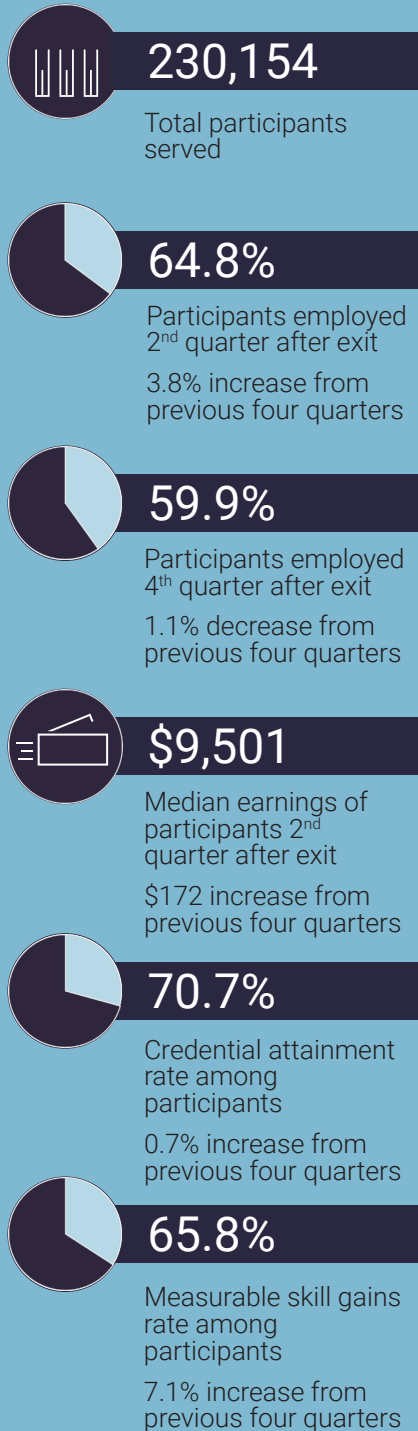 230,154
Total participants
served
64.8%
Participants employed
2nd quarter after exit
3.8% increase from
previous four quarters
59.9%
Participants employed
4th quarter after exit
1.1% decrease from
previous four quarters
$9,501
Median earnings of
participants 2nd
quarter after exit
$172 increase from
previous four quarters
70.7%
Credential attainment
rate among
participants
0.7% increase from
previous four quarters
65.8%
Measurable skill gains
rate among
participants
7.1% increase from
previous four quarters